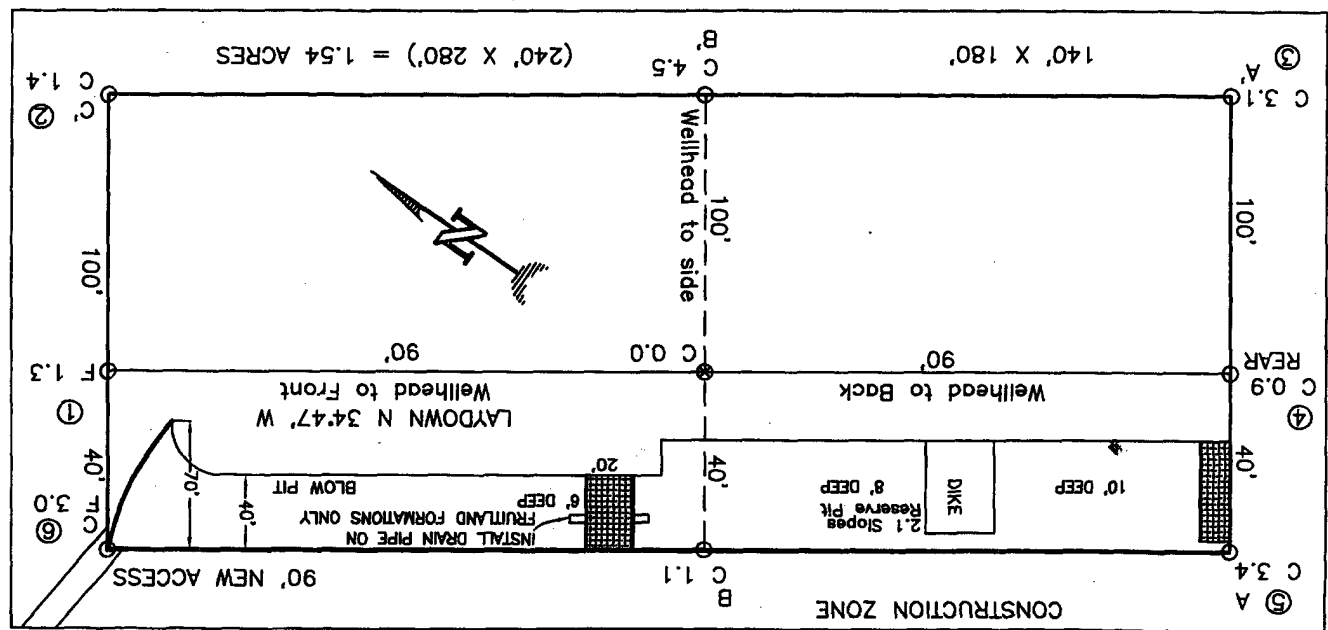 CONSTRUCTION ZONE
90' NEW ACCESS
B
C 1.1
A ⑤
C 3.4
⑥
C
F 3.0
INSTALL DRAIN PIPE ON
FRUITLAND FORMATIONS ONLY
6' DEEP
BLOW PIT
20'
40'
70'
2.1 Slopes
Reserve Pit
8' DEEP
DIKE
10' DEEP
40'
40'
40'
①
F 1.3
LAYDOWN N 34°47' W
Wellhead to Front
90'
C 0.0
Wellhead to Back
90'
④
C 0.9
REAR
100'
N
Wellhead to side
100'
100'
②
C'
C 1.4
C 4.5
B'
C 3.1
A'
③
(240' X 280') = 1.54 ACRES
140' X 180'